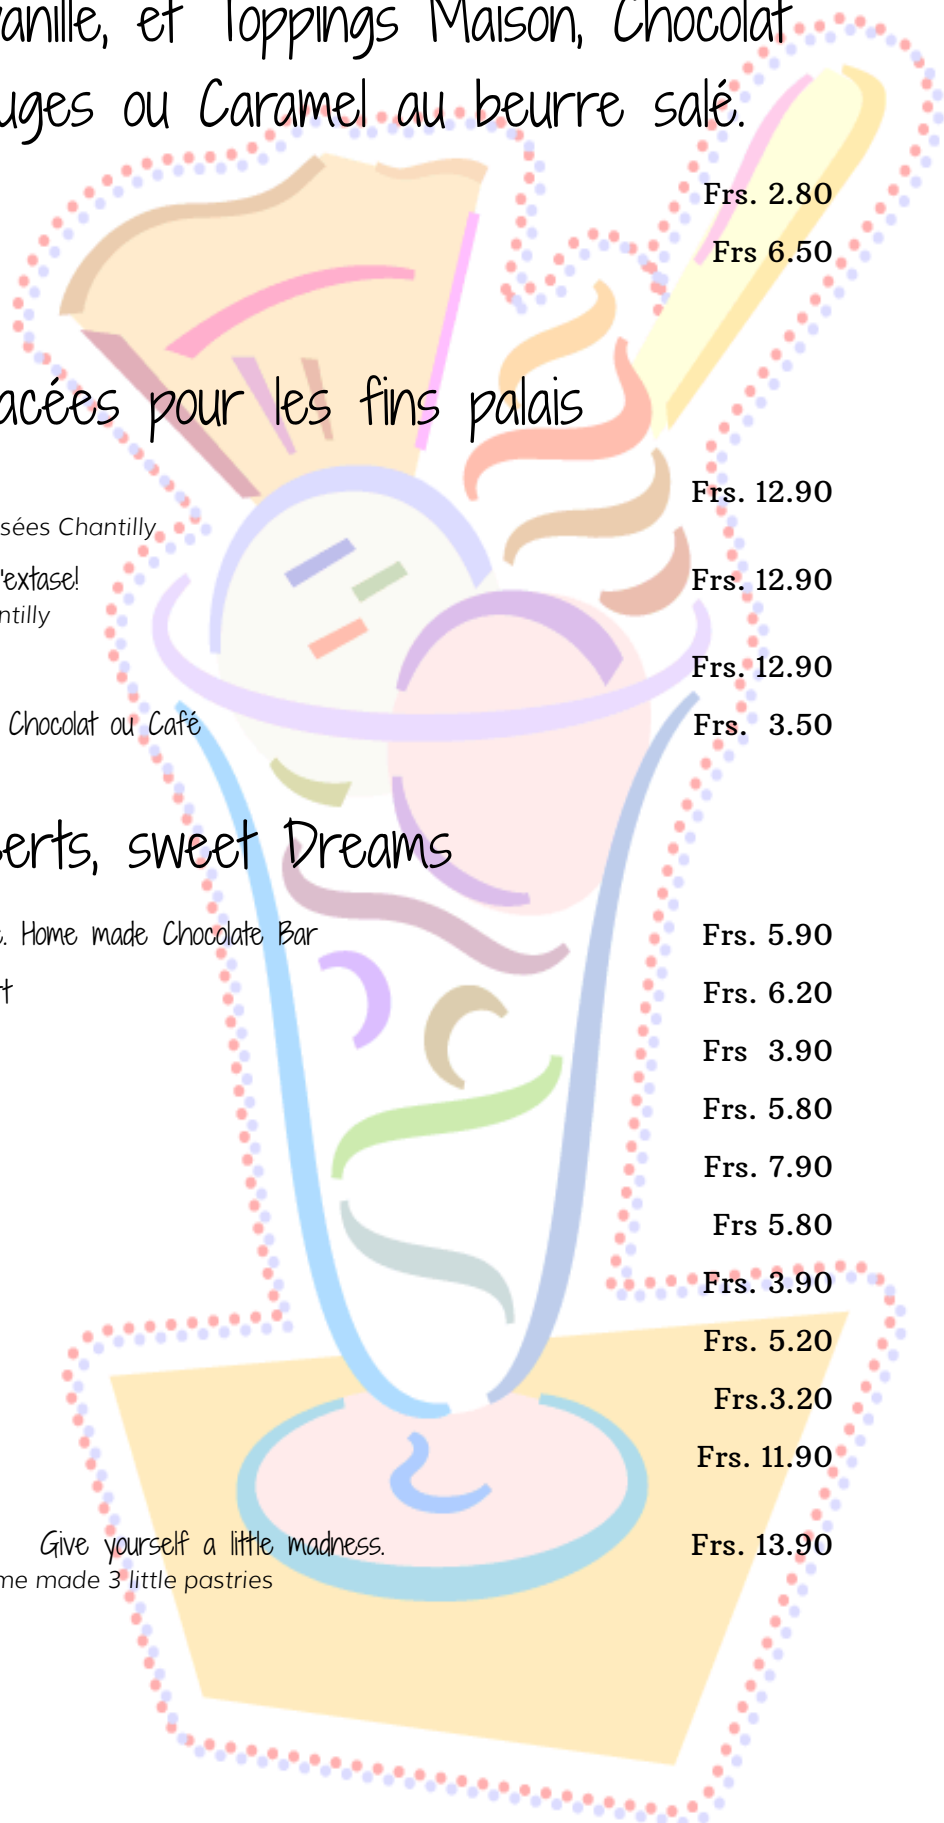 anille, et Toppings Maison, Chocolat
uges ou Caramel au beurre salé.
Frs. 2.80
Frs 6.50
acées pour les fins palais
Frs. 12.90
sées Chantilly
'extase! Frs. 12.90
ntilly
Frs. 12.90
Chocolat ou Café Frs. 3.50
erts, sweet Dreams
e. Home made Chocolate Bar Frs. 5.90
rt Frs. 6.20
Frs 3.90
Frs. 5.80
Frs. 7.90
Frs 5.80
Frs. 3.90
Frs. 5.20
Frs.3.20
Frs. 11.90
Give yourself a little madness. Frs. 13.90
me made 3 little pastries